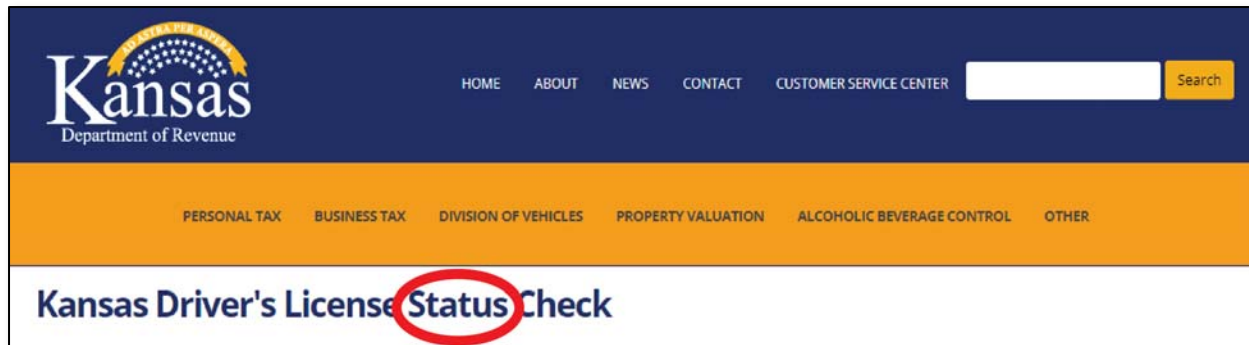 AD ASTRA PER ASPERA
Kansas
Department of Revenue
HOME ABOUT NEWS CONTACT CUSTOMER SERVICE CENTER Search
PERSONAL TAX BUSINESS TAX DIVISION OF VEHICLES PROPERTY VALUATION ALCOHOLIC BEVERAGE CONTROL OTHER
Kansas Driver's License Status Check